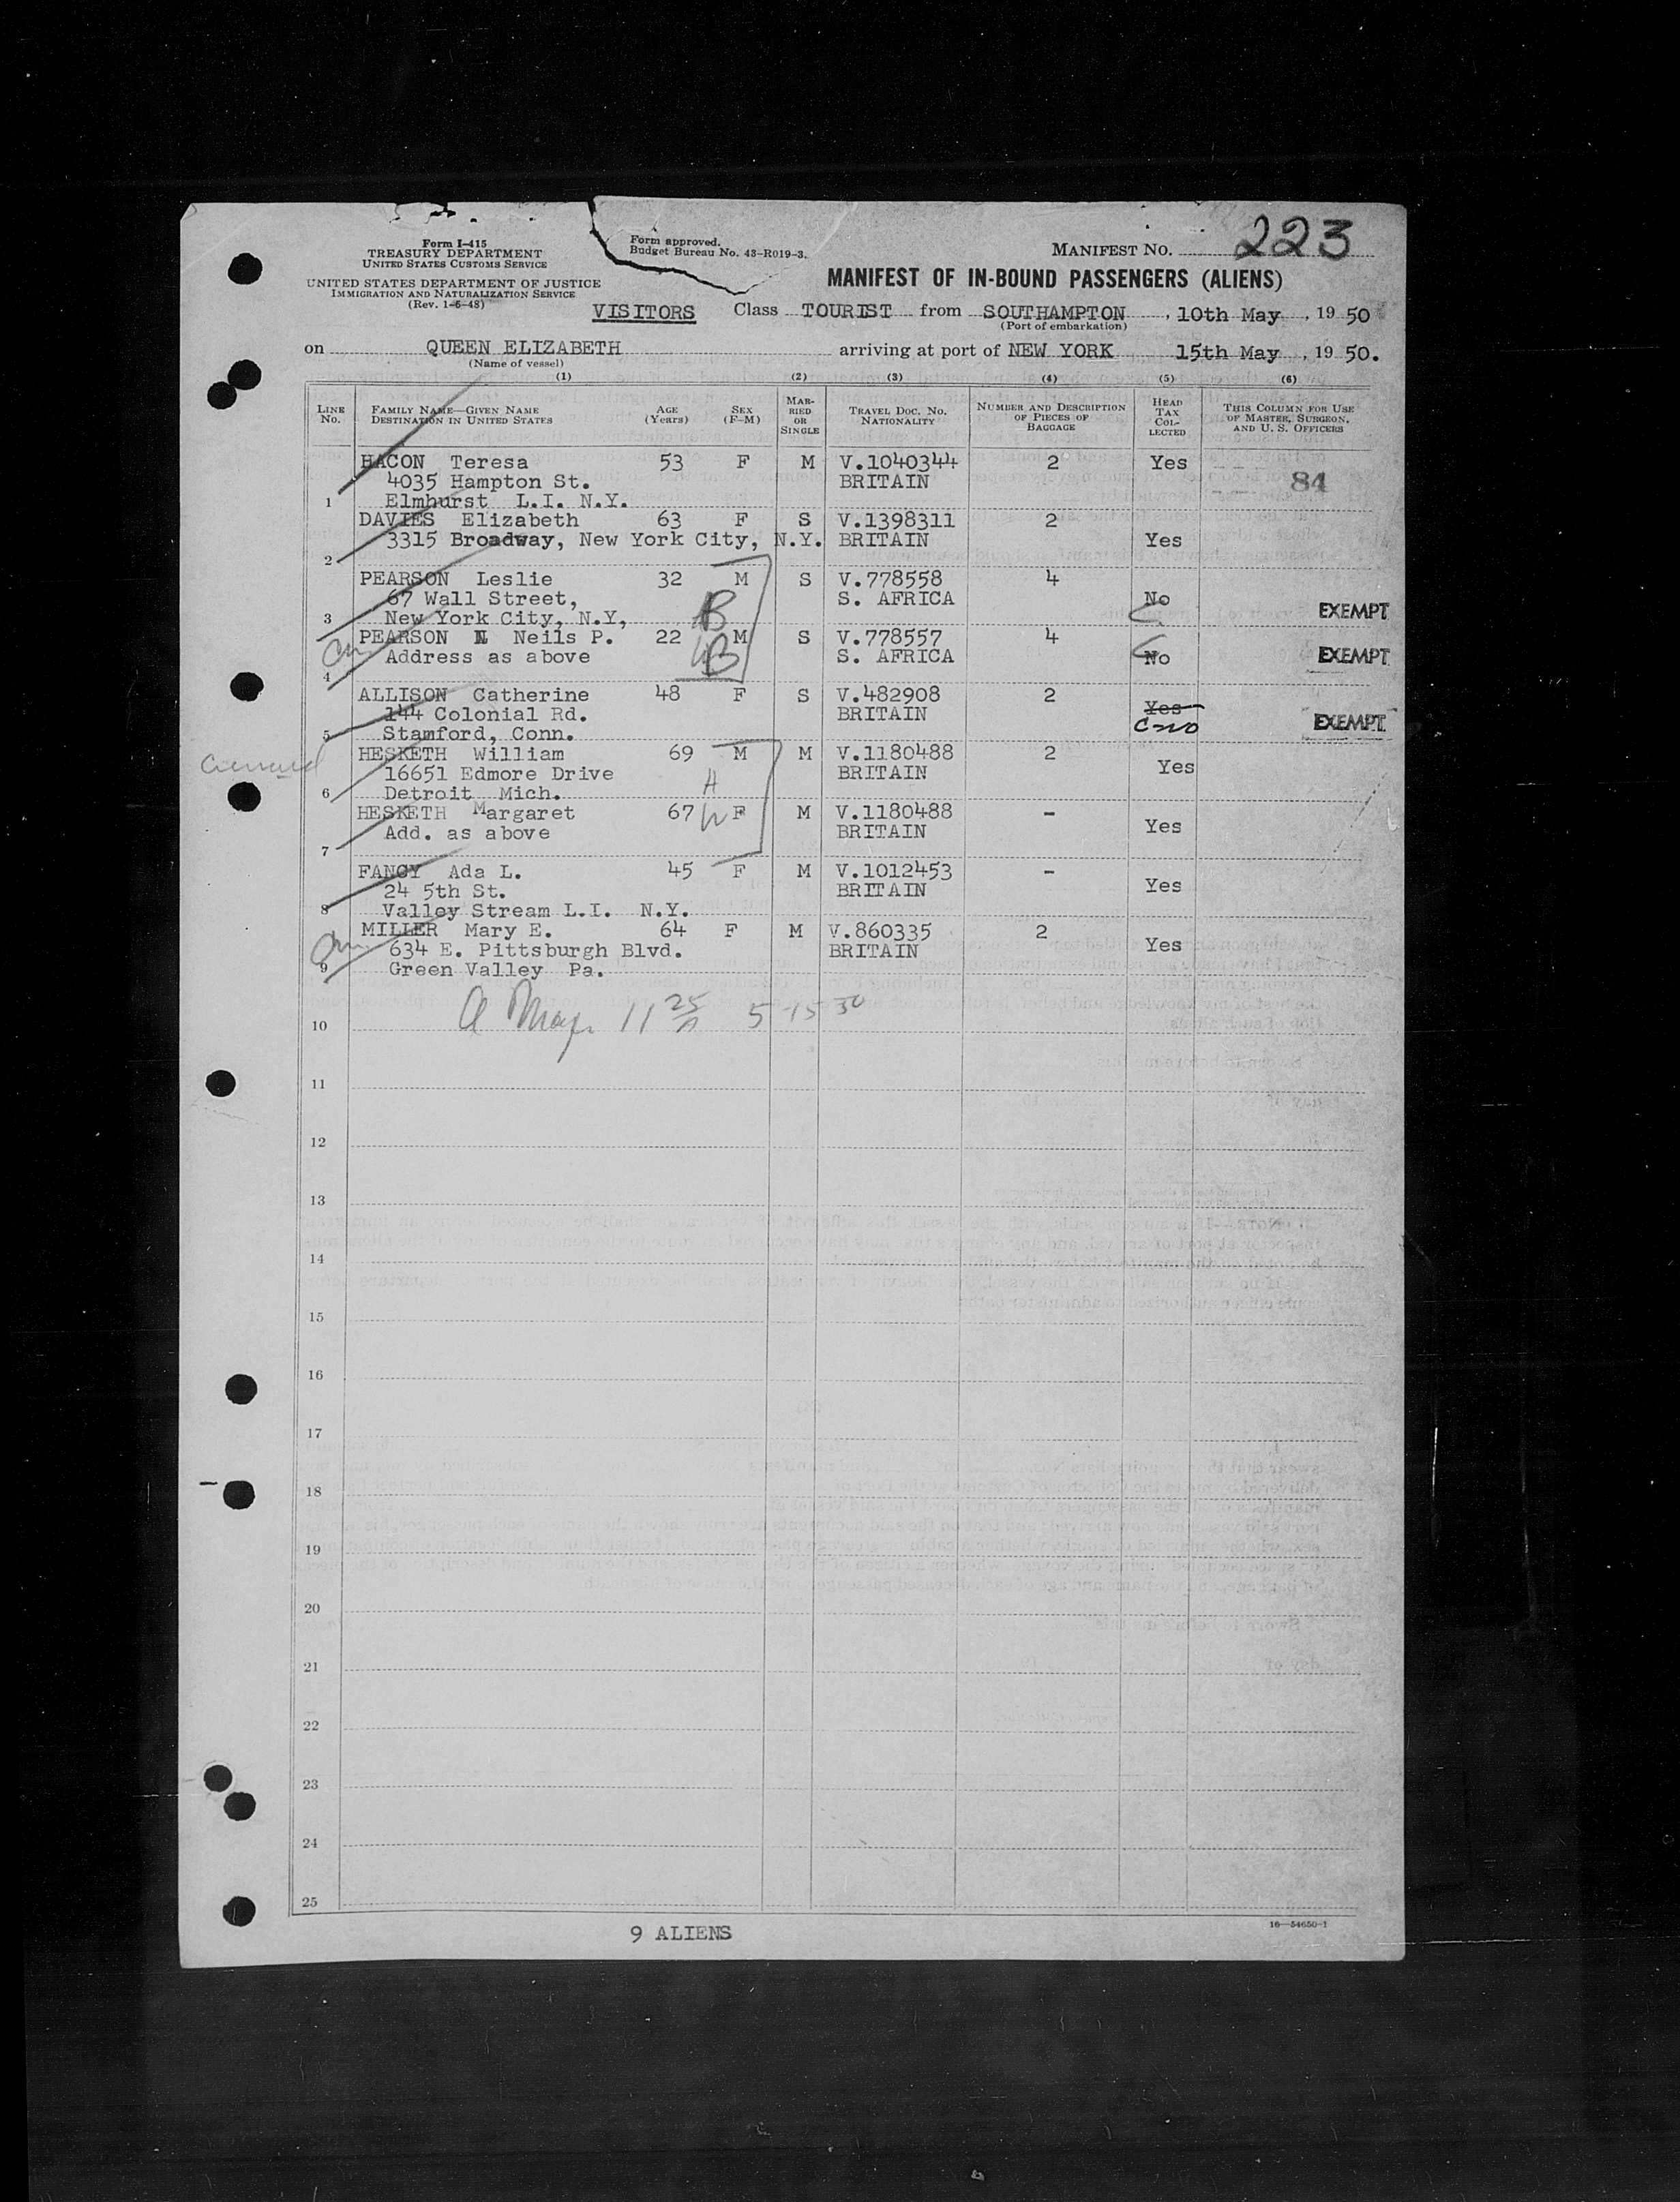 Form I-415
TREASURY DEPARTMENT
UNITED STATES CUSTOMS SERVICE
UNITED STATES DEPARTMENT OF JUSTICE
IMMIGRATION AND NATURALIZATION SERVICE
(Rev. 1-6-48)
Form approved.
Budget Bureau No. 43-R019-3.
MANIFEST NO. 223
MANIFEST OF IN-BOUND PASSENGERS (ALIENS)
VISITORS Class TOURIST from SOUTHAMPTON, 10th May, 19 50
(Port of embarkation)
on QUEEN ELIZABETH arriving at port of NEW YORK 15th May, 19 50.
(Name of vessel)
(1) (2) (3) (4) (5) (6)
LINE No. FAMILY NAME—GIVEN NAME DESTINATION IN UNITED STATES AGE (Years) SEX (F-M) MARRIED OR SINGLE TRAVEL DOC. NO. NATIONALITY NUMBER AND DESCRIPTION OF PIECES OF BAGGAGE HEAD TAX COLLECTED THIS COLUMN FOR USE OF MASTER, SURGEON, AND U. S. OFFICERS
HACON Teresa 53 F M V.1040344 2 Yes
4035 Hampton St. BRITAIN 84
1 Elmhurst L.I. N.Y.
DAVIES Elizabeth 63 F S V.1398311 2
3315 Broadway, New York City, N.Y. BRITAIN Yes
2
PEARSON Leslie 32 M S V.778558 4
67 Wall Street, S. AFRICA No
3 New York City, N.Y, B C EXEMPT
PEARSON N Neils P. 22 M S V.778557 4
Address as above B S. AFRICA C No EXEMPT
4
ALLISON Catherine 48 F S V.482908 2
144 Colonial Rd. BRITAIN Yes
5 Stamford, Conn. C no EXEMPT
HESKETH William 69 M M V.1180488 2
16651 Edmore Drive BRITAIN Yes
6 Detroit Mich. H
HESKETH Margaret 67 W F M V.1180488 -
Add. as above BRITAIN Yes
7
FANCY Ada L. 45 F M V.1012453 -
24 5th St. BRITAIN Yes
8 Valley Stream L.I. N.Y.
MILLER Mary E. 64 F M V.860335 2
634 E. Pittsburgh Blvd. BRITAIN Yes
9 Green Valley Pa.
10
11
12
13
14
15
16
17
18
19
20
21
22
23
24
25
9 ALIENS
16—54650-1